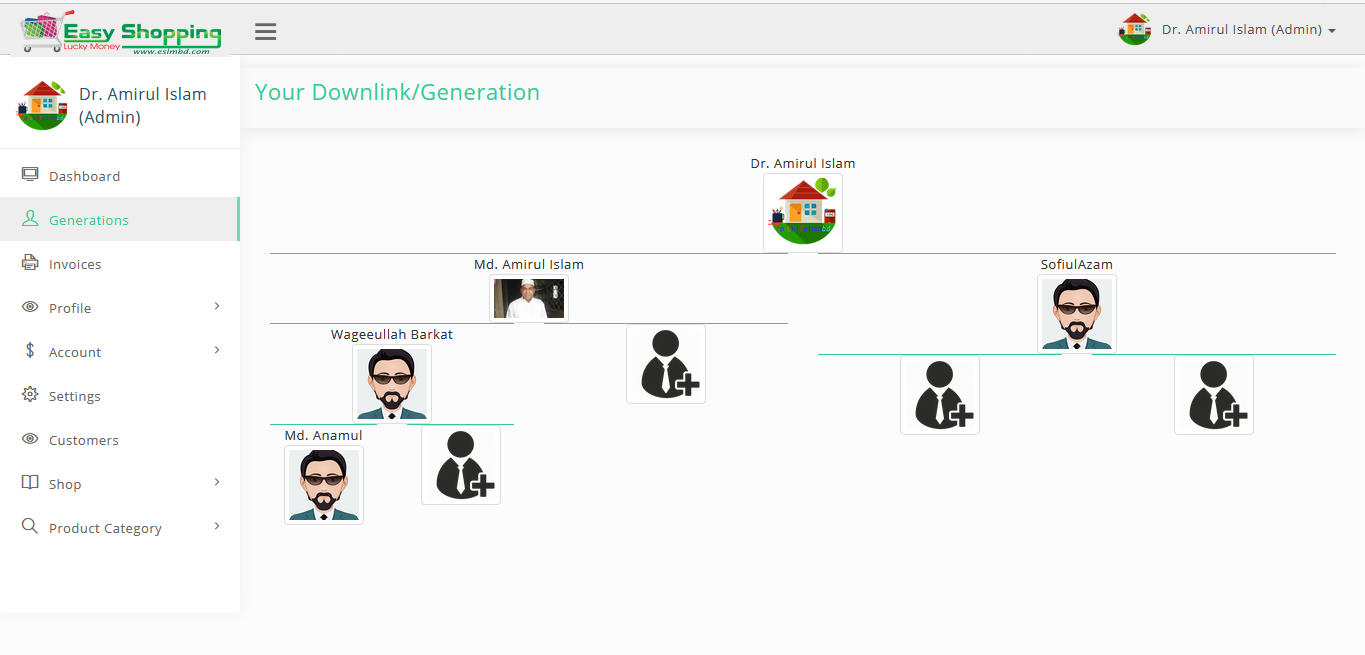 Easy Shopping
Lucky Money
www.eslmbd.com
Dr. Amirul Islam (Admin)
Dr. Amirul Islam
(Admin)
Dashboard
Generations
Invoices
Profile
Account
Settings
Customers
Shop
Product Category
Your Downlink/Generation
Dr. Amirul Islam
Md. Amirul Islam
SofiulAzam
Wageeullah Barkat
Md. Anamul